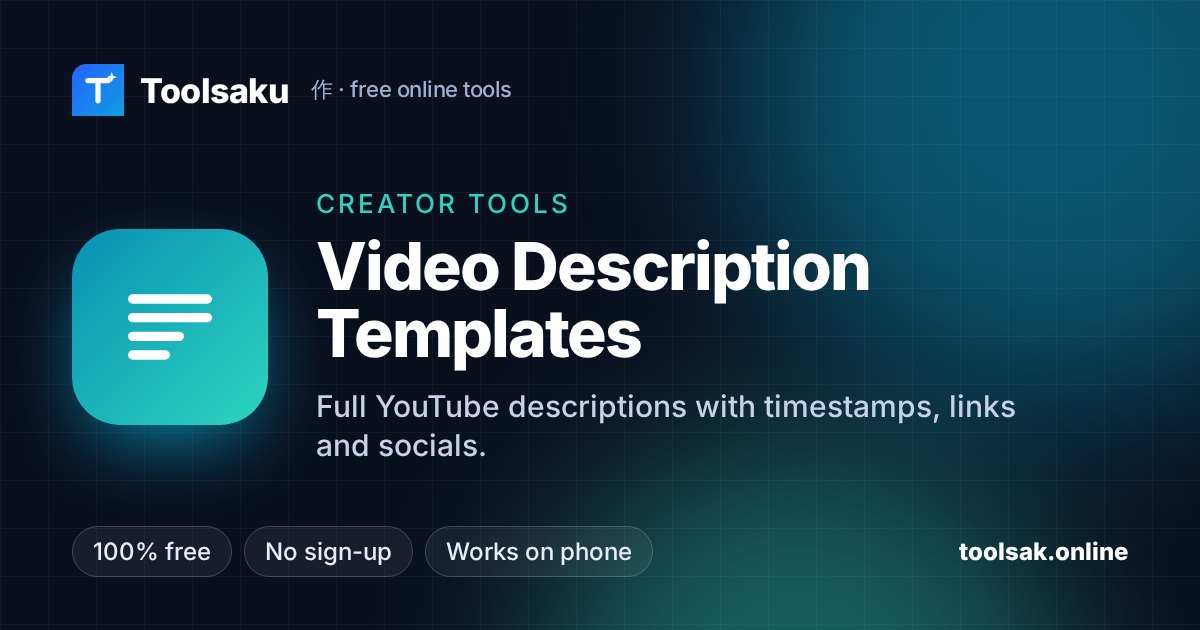 Toolsaku 作 · free online tools
CREATOR TOOLS
Video Description
Templates
Full YouTube descriptions with timestamps, links
and socials.
100% free No sign-up Works on phone
toolsak.online